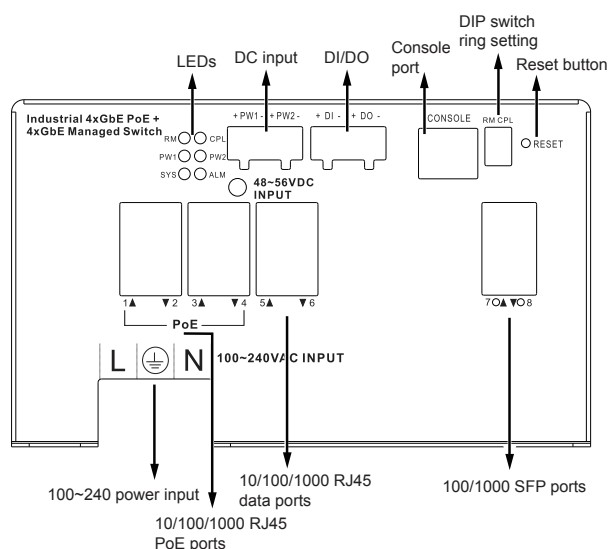 DIP switch
ring setting
LEDs
DC input
DI/DO
Console
port
Reset button
Industrial 4xGbE PoE +
4xGbE Managed Switch
+PW1- +PW2-
+ DI - + DO -
CONSOLE
RM CPL
RESET
RM CPL
PW1 PW2
SYS ALM
48~56VDC
INPUT
1▲ ▼2 3▲ ▼4 5▲ ▼6 7O▲ ▼O8
PoE
L N 100~240VAC INPUT
100~240 power input
10/100/1000 RJ45
data ports
100/1000 SFP ports
10/100/1000 RJ45
PoE ports